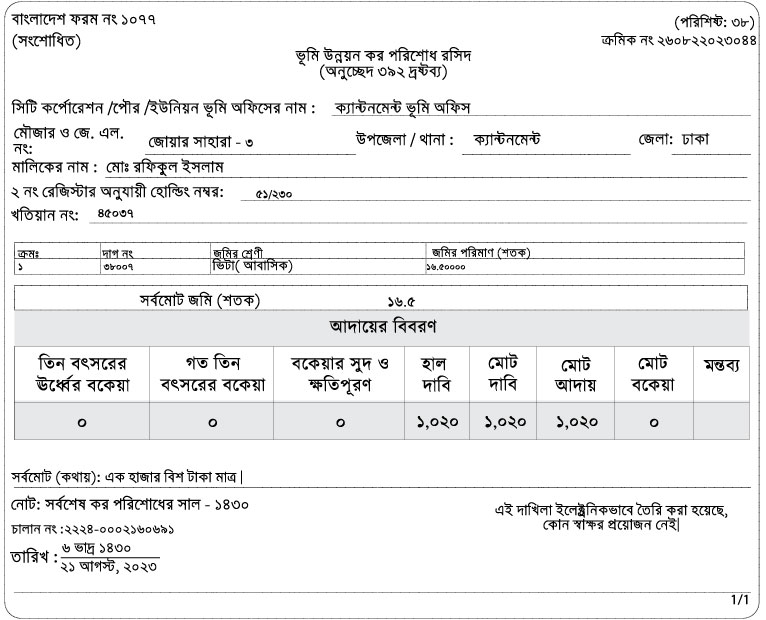 বাংলাদেশ ফরম নং ১০৭৭
(পরিশিষ্ট: ৩৮)
(সংশোধিত)
ক্রমিক নং ২৬০৮২২০২৩০৪৪
ভূমি উন্নয়ন কর পরিশোধ রসিদ
(অনুচ্ছেদ ৩৯২ দ্রষ্টব্য)
সিটি কর্পোরেশন /পৌর /ইউনিয়ন ভূমি অফিসের নাম : ক্যান্টনমেন্ট ভূমি অফিস
মৌজার ও জে. এল. নং: জোয়ার সাহারা - ৩ উপজেলা / থানা : ক্যান্টনমেন্ট জেলা: ঢাকা
মালিকের নাম : মোঃ রফিকুল ইসলাম
২ নং রেজিস্টার অনুযায়ী হোল্ডিং নম্বর: ৫১/২৩০
খতিয়ান নং: ৪৫০৩৭
ক্রমঃ দাগ নং জমির শ্রেণী জমির পরিমাণ (শতক)
১ ৩৮০০৭ ভিটা( আবাসিক) ১৬.৫০০০০
সর্বমোট জমি (শতক) ১৬.৫
আদায়ের বিবরণ
তিন বৎসরের ঊর্ধ্বের বকেয়া গত তিন বৎসরের বকেয়া বকেয়ার সুদ ও ক্ষতিপূরণ হাল দাবি মোট দাবি মোট আদায় মোট বকেয়া মন্তব্য
০ ০ ০ ১,০২০ ১,০২০ ১,০২০ ০
সর্বমোট (কথায়): এক হাজার বিশ টাকা মাত্র |
নোট: সর্বশেষ কর পরিশোধের সাল - ১৪৩০
চালান নং :২২২৪-০০০২১৬০৬৯১
তারিখ : ৬ ভাদ্র ১৪৩০
২১ আগস্ট, ২০২৩
এই দাখিলা ইলেক্ট্রনিকভাবে তৈরি করা হয়েছে,
কোন স্বাক্ষর প্রয়োজন নেই|
1/1